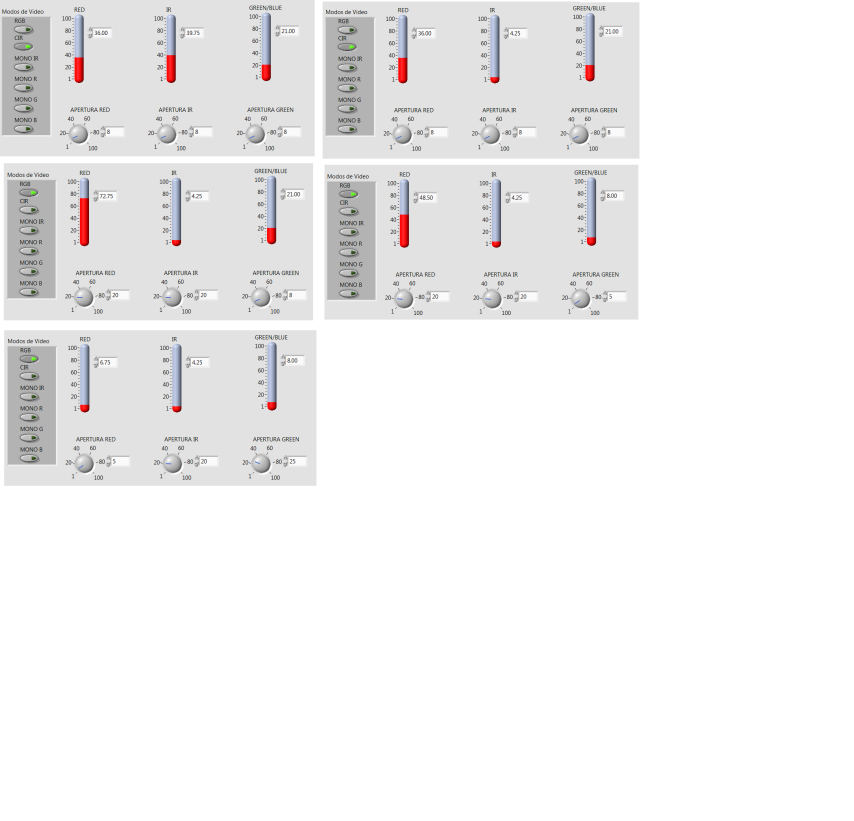 Modos de Video
RGB
CIR
MONO IR
MONO R
MONO G
MONO B
RED
100
80
60
40
20
1
36.00
IR
100
80
60
40
20
1
39.75
GREEN/BLUE
100
80
60
40
20
1
21.00
APERTURA RED
40 60
20 80 8
1 100
APERTURA IR
40 60
20 80 8
1 100
APERTURA GREEN
40 60
20 80 8
1 100
Modos de Video
RGB
CIR
MONO IR
MONO R
MONO G
MONO B
RED
100
80
60
40
20
1
36.00
IR
100
80
60
40
20
1
4.25
GREEN/BLUE
100
80
60
40
20
1
21.00
APERTURA RED
40 60
20 80 8
1 100
APERTURA IR
40 60
20 80 8
1 100
APERTURA GREEN
40 60
20 80 8
1 100
Modos de Video
RGB
CIR
MONO IR
MONO R
MONO G
MONO B
RED
100
80
60
40
20
1
72.75
IR
100
80
60
40
20
1
4.25
GREEN/BLUE
100
80
60
40
20
1
21.00
APERTURA RED
40 60
20 80 20
1 100
APERTURA IR
40 60
20 80 20
1 100
APERTURA GREEN
40 60
20 80 8
1 100
Modos de Video
RGB
CIR
MONO IR
MONO R
MONO G
MONO B
RED
100
80
60
40
20
1
48.50
IR
100
80
60
40
20
1
4.25
GREEN/BLUE
100
80
60
40
20
1
8.00
APERTURA RED
40 60
20 80 20
1 100
APERTURA IR
40 60
20 80 20
1 100
APERTURA GREEN
40 60
20 80 5
1 100
Modos de Video
RGB
CIR
MONO IR
MONO R
MONO G
MONO B
RED
100
80
60
40
20
1
6.75
IR
100
80
60
40
20
1
4.25
GREEN/BLUE
100
80
60
40
20
1
8.00
APERTURA RED
40 60
20 80 5
1 100
APERTURA IR
40 60
20 80 20
1 100
APERTURA GREEN
40 60
20 80 25
1 100